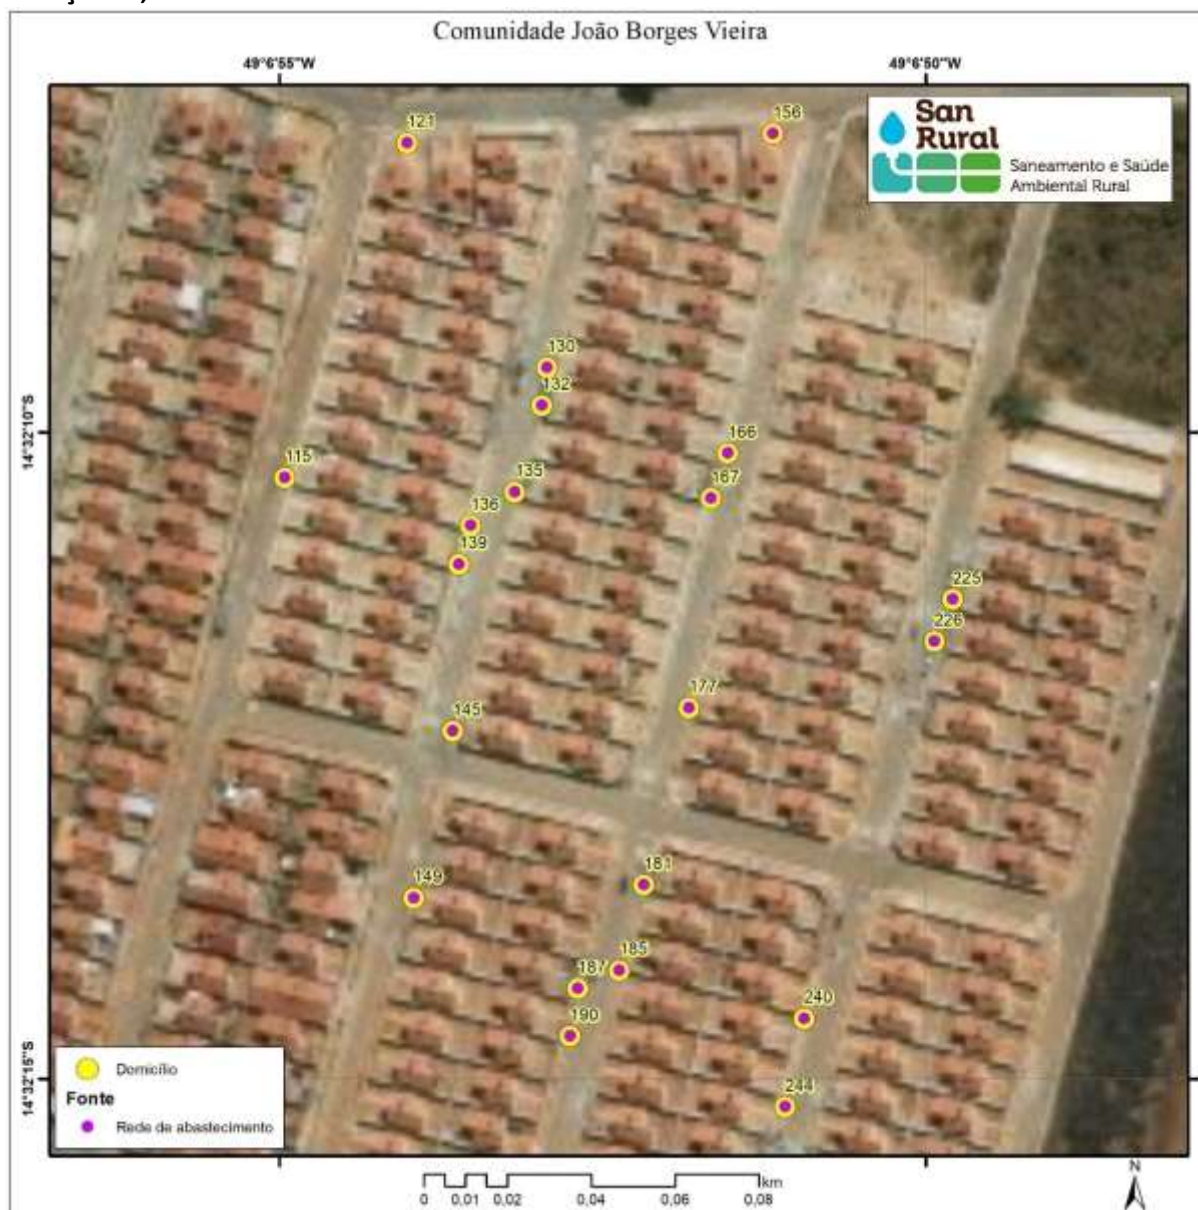 Comunidade João Borges Vieira
49°6'55"W
49°6'50"W
San
Rural
Saneamento e Saúde
Ambiental Rural
121
156
130
132
14°32'10"S
166
115
135
167
136
139
225
226
177
145
181
149
185
187
240
190
14°32'15"S
244
Domicílio
Fonte
Rede de abastecimento
N
km
0
0,01
0,02
0,04
0,06
0,08